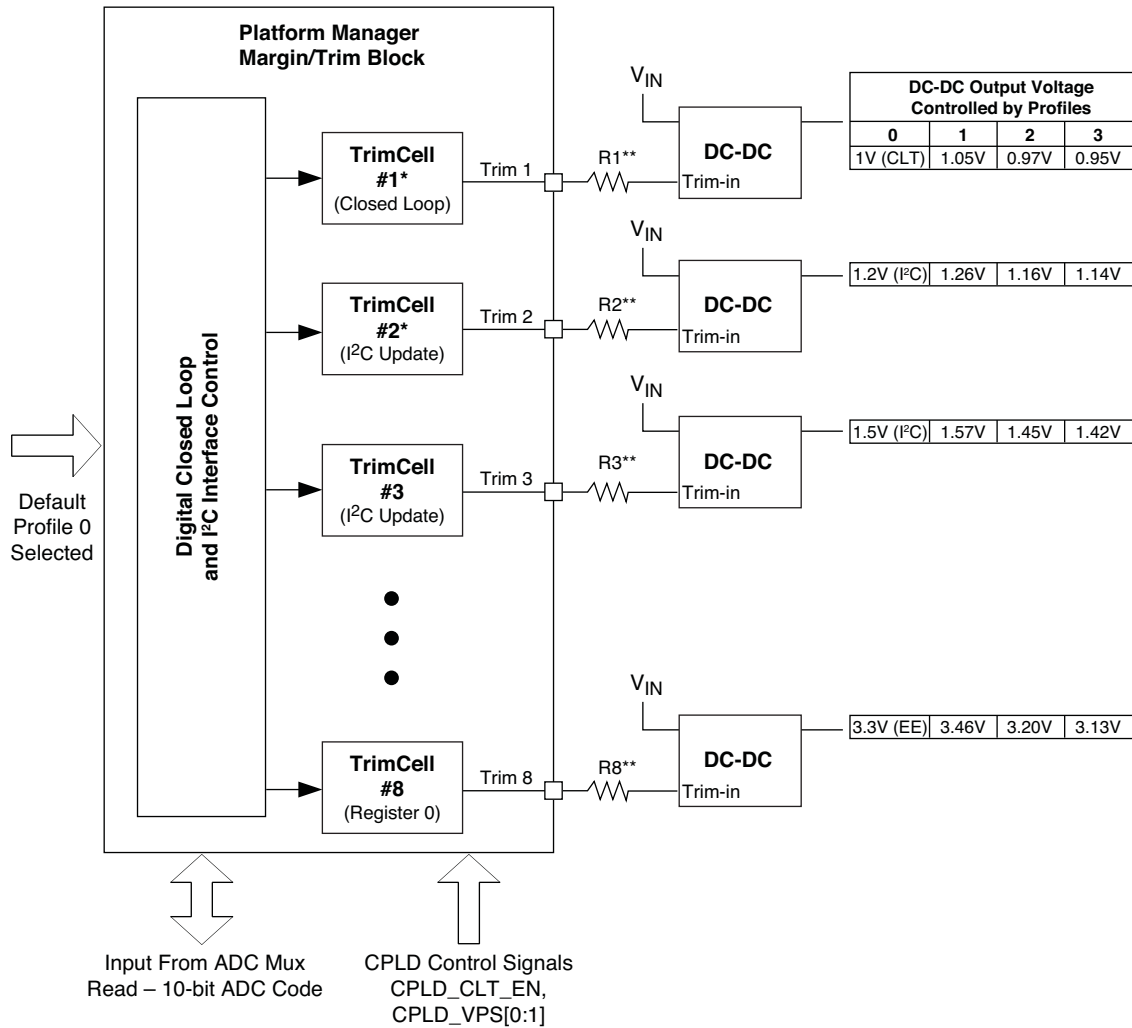 Platform Manager
Margin/Trim Block
Digital Closed Loop
and I²C Interface Control
Default
Profile 0
Selected
TrimCell
#1*
(Closed Loop)
Trim 1
R1**
V_IN
DC-DC
Trim-in
DC-DC Output Voltage
Controlled by Profiles
0 1 2 3
1V (CLT) 1.05V 0.97V 0.95V
TrimCell
#2*
(I²C Update)
Trim 2
R2**
V_IN
DC-DC
Trim-in
1.2V (I²C) 1.26V 1.16V 1.14V
TrimCell
#3
(I²C Update)
Trim 3
R3**
V_IN
DC-DC
Trim-in
1.5V (I²C) 1.57V 1.45V 1.42V
TrimCell
#8
(Register 0)
Trim 8
R8**
V_IN
DC-DC
Trim-in
3.3V (EE) 3.46V 3.20V 3.13V
Input From ADC Mux
Read – 10-bit ADC Code
CPLD Control Signals
CPLD_CLT_EN,
CPLD_VPS[0:1]